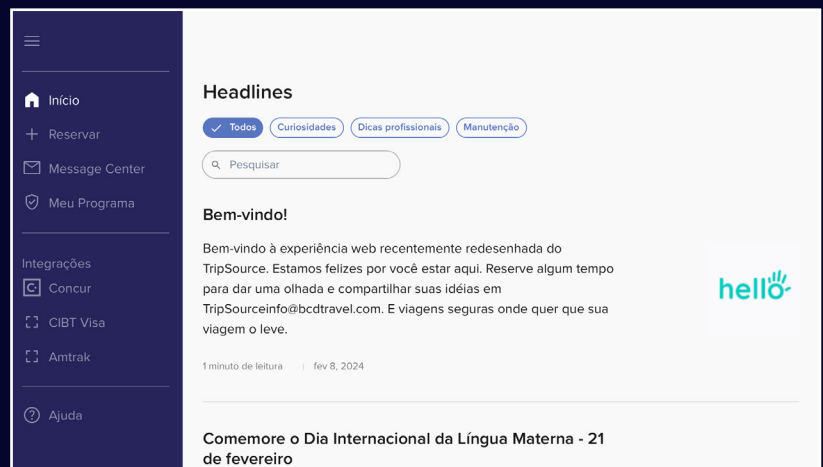 Início
Reservar
Message Center
Meu Programa
Integrações
Concur
CIBT Visa
Amtrak
Ajuda
Headlines
Todos
Curiosidades
Dicas profissionais
Manutenção
Pesquisar
Bem-vindo!
Bem-vindo à experiência web recentemente redesenhada do
TripSource. Estamos felizes por você estar aqui. Reserve algum tempo
para dar uma olhada e compartilhar suas idéias em
TripSourceinfo@bcdtravel.com. E viagens seguras onde quer que sua
viagem o leve.
hello
1 minuto de leitura | fev 8, 2024
Comemore o Dia Internacional da Língua Materna - 21
de fevereiro